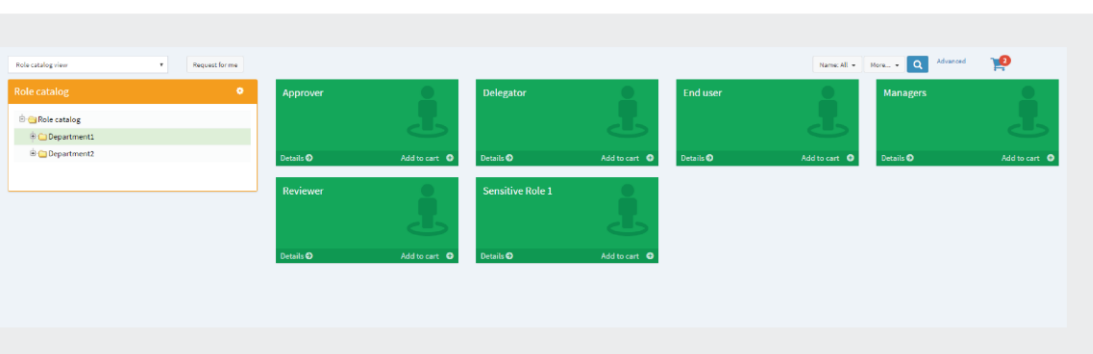 Role catalog view
Request for me
Name: All
More...
Advanced
2
Role catalog
Role catalog
Department1
Department2
Approver
Details
Add to cart
Delegator
Details
Add to cart
End user
Details
Add to cart
Managers
Details
Add to cart
Reviewer
Details
Add to cart
Sensitive Role 1
Details
Add to cart